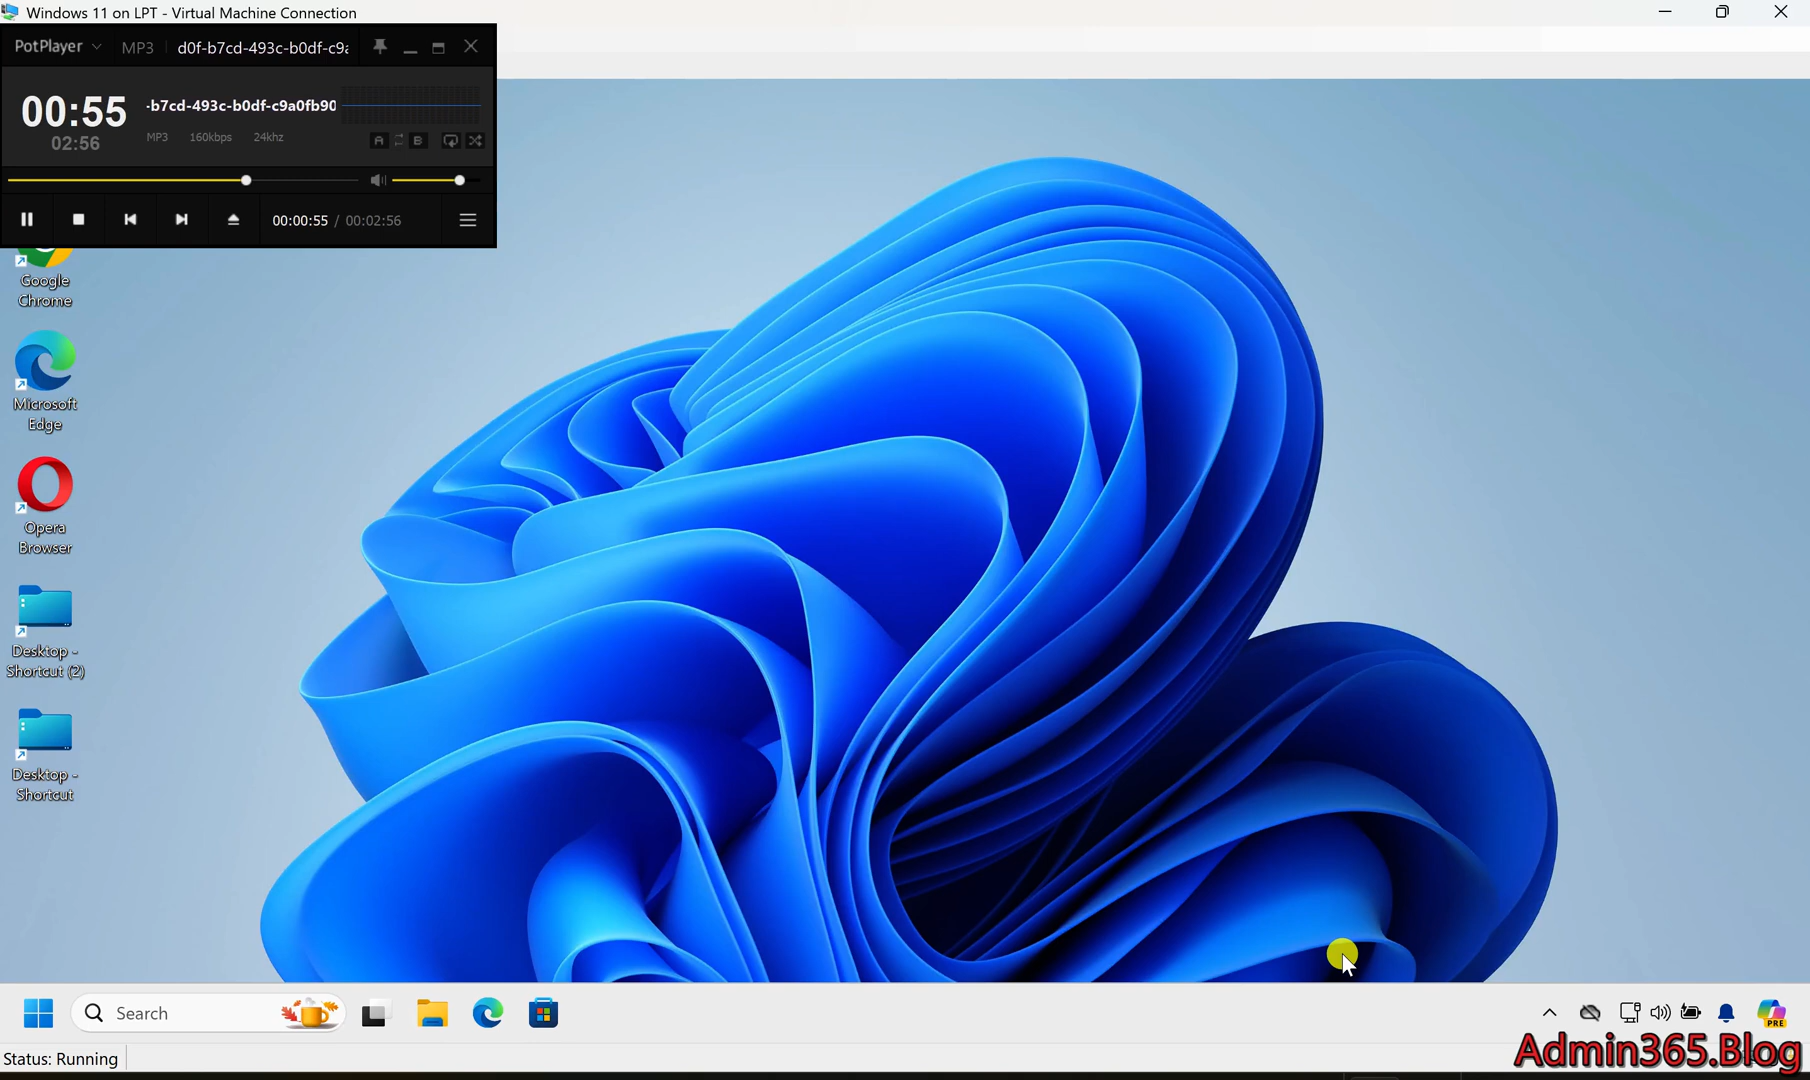 Windows 11 on LPT - Virtual Machine Connection
PotPlayer
MP3
d0f-b7cd-493c-b0df-c9a
00:55
02:56
-b7cd-493c-b0df-c9a0fb90
MP3 160kbps 24khz
A
B
00:00:55 / 00:02:56
Google
Chrome
Microsoft
Edge
Opera
Browser
Desktop -
Shortcut (2)
Desktop -
Shortcut
Search
PRE
Status: Running
Admin365.Blog